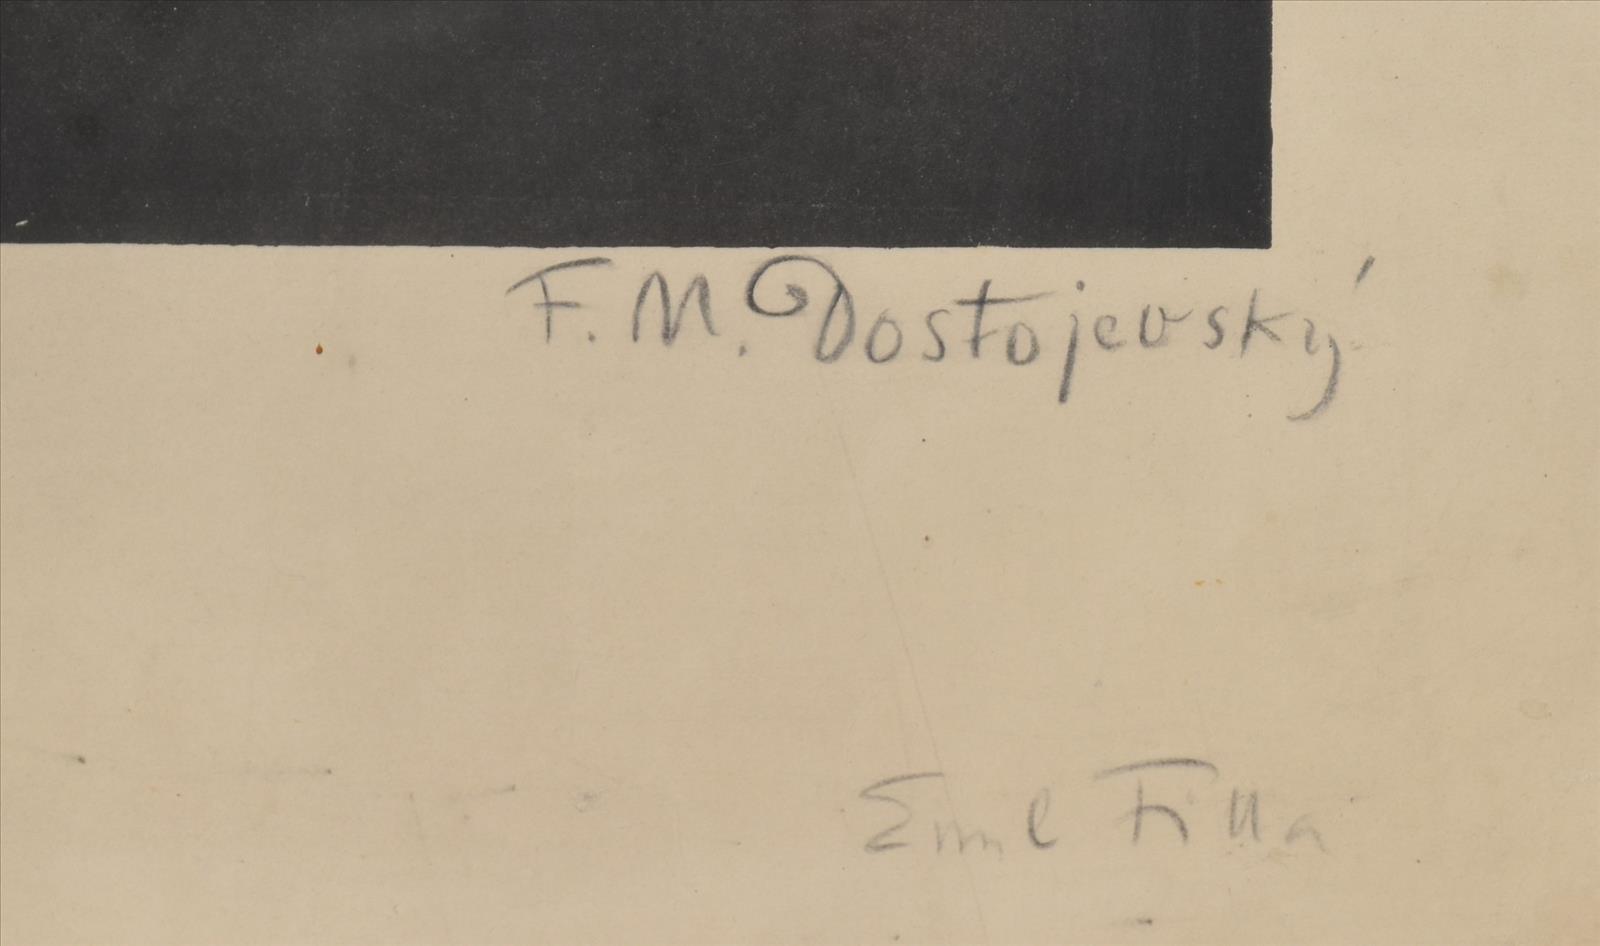 F. M. Dostojevský
Emil Filla